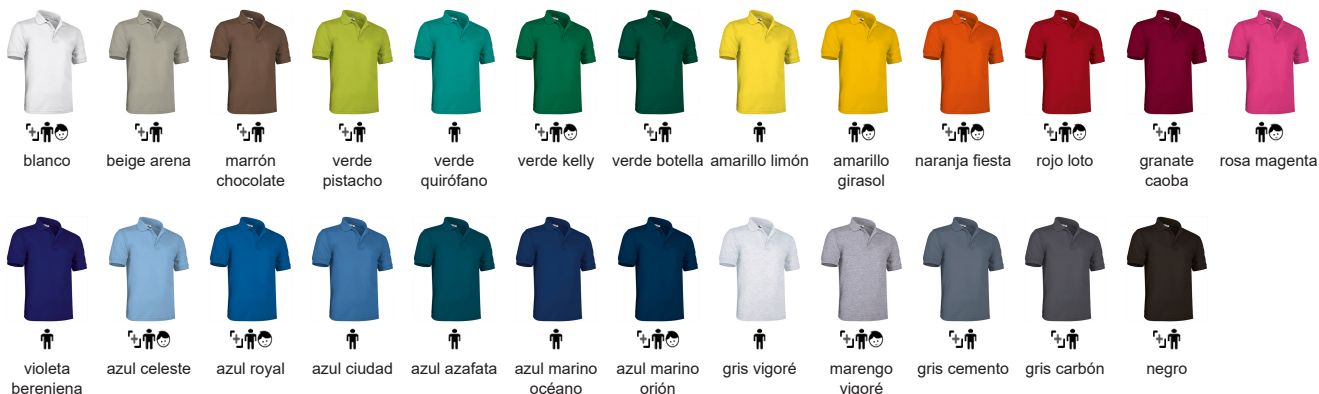 blanco
beige arena
marrón
chocolate
verde
pistacho
verde
quirófano
verde kelly
verde botella
amarillo limón
amarillo
girasol
naranja fiesta
rojo loto
granate
caoba
rosa magenta
violeta
bereniena
azul celeste
azul royal
azul ciudad
azul azafata
azul marino
océano
azul marino
orión
gris vigoré
marengo
vigoré
gris cemento
gris carbón
negro